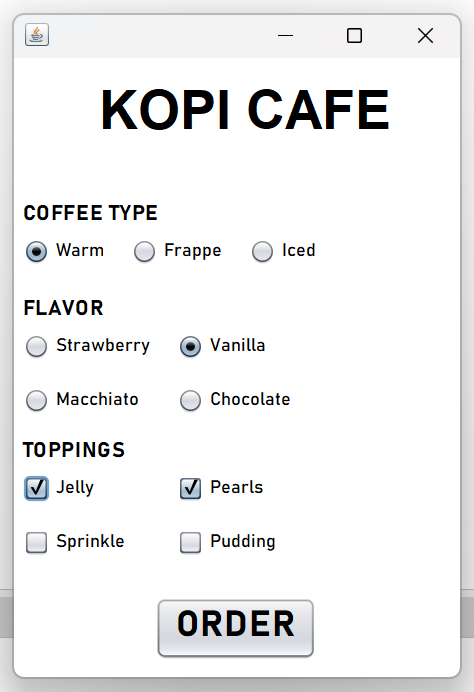 KOPI CAFE
COFFEE TYPE
Warm Frappe Iced
FLAVOR
Strawberry Vanilla
Macchiato Chocolate
TOPPINGS
Jelly Pearls
Sprinkle Pudding
ORDER